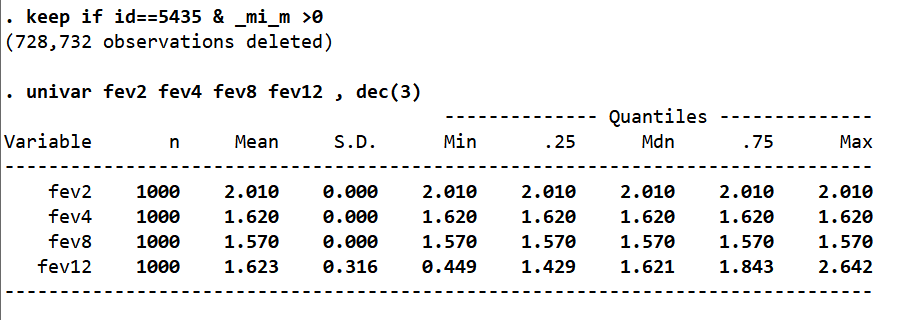 . keep if id==5435 & _mi_m >0
(728,732 observations deleted)
. univar fev2 fev4 fev8 fev12 , dec(3)
-------------- Quantiles --------------
Variable n Mean S.D. Min .25 Mdn .75 Max
-------------------------------------------------------------------------------
fev2 1000 2.010 0.000 2.010 2.010 2.010 2.010 2.010
fev4 1000 1.620 0.000 1.620 1.620 1.620 1.620 1.620
fev8 1000 1.570 0.000 1.570 1.570 1.570 1.570 1.570
fev12 1000 1.623 0.316 0.449 1.429 1.621 1.843 2.642
-------------------------------------------------------------------------------